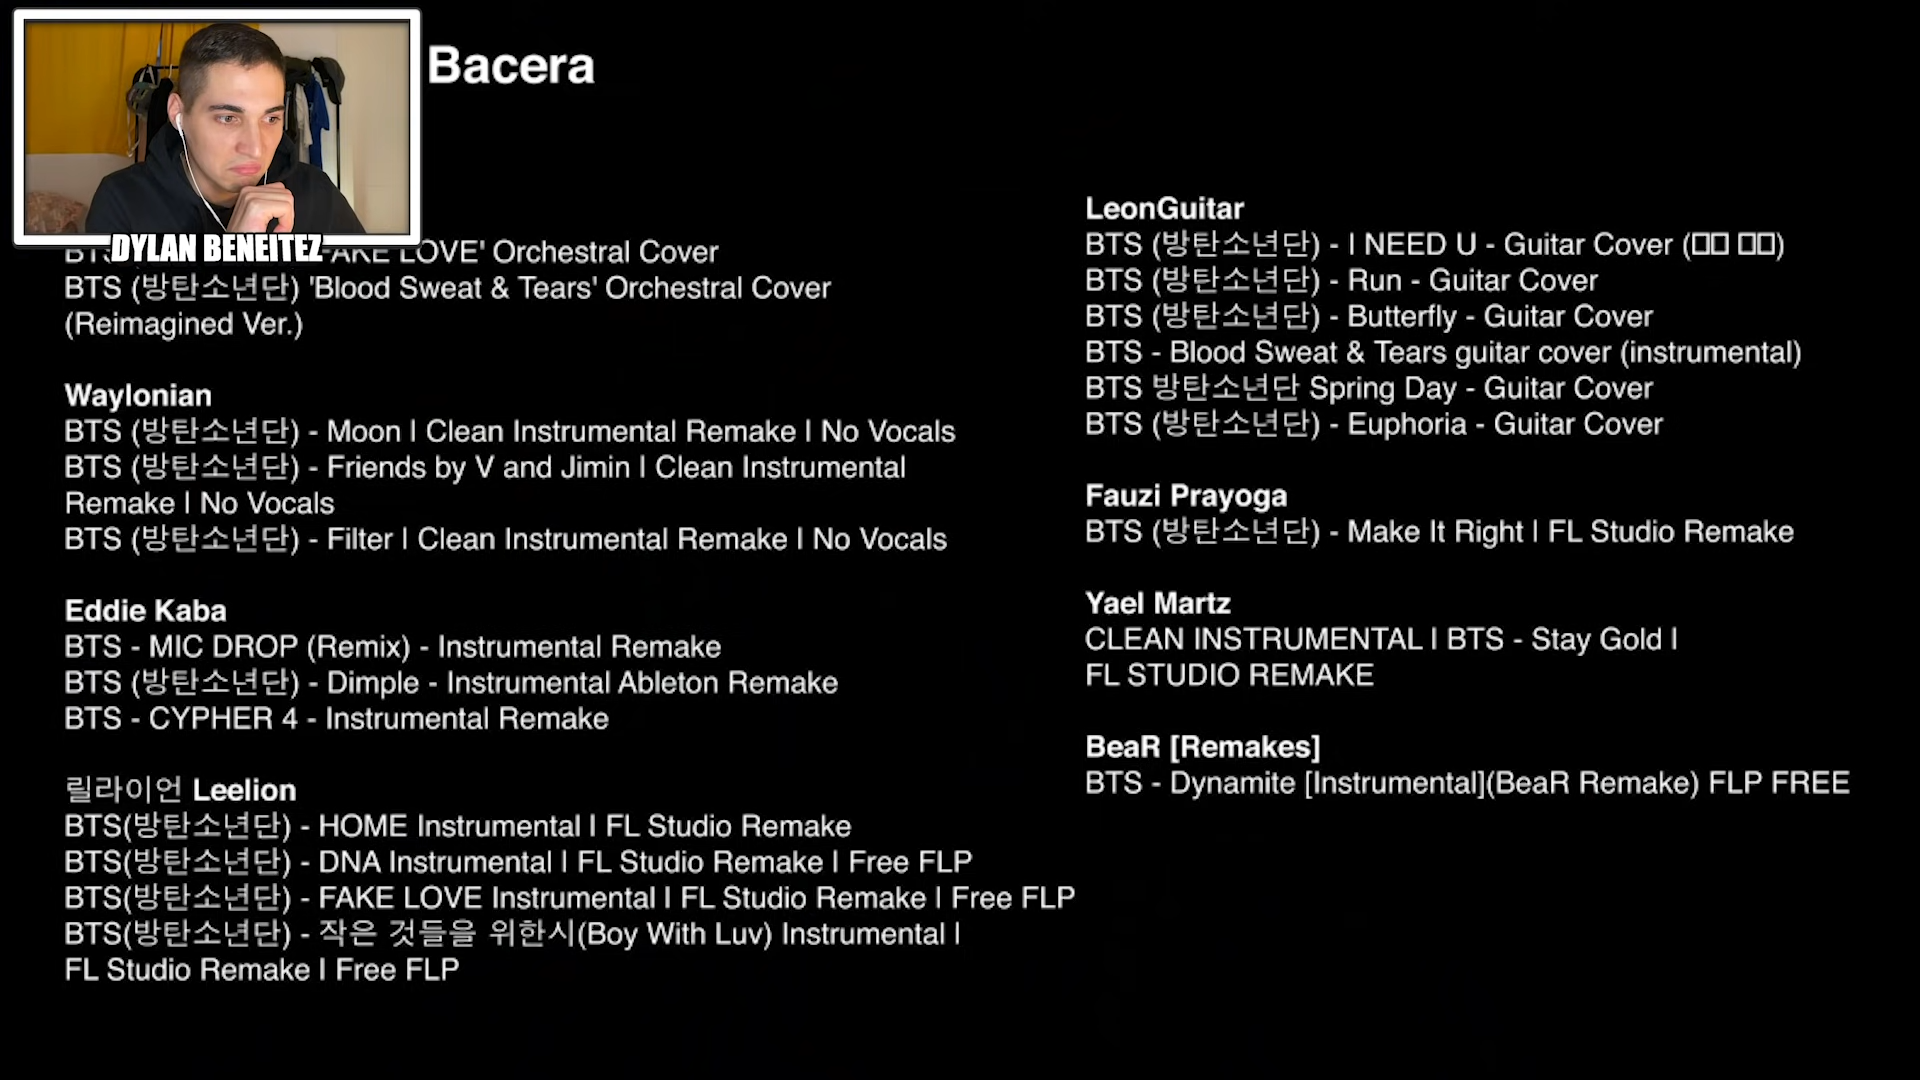 Bacera
DYLAN BENEITEZ
FAKE LOVE' Orchestral Cover
BTS (방탄소년단) 'Blood Sweat & Tears' Orchestral Cover
(Reimagined Ver.)
Waylonian
BTS (방탄소년단) - Moon | Clean Instrumental Remake | No Vocals
BTS (방탄소년단) - Friends by V and Jimin | Clean Instrumental
Remake | No Vocals
BTS (방탄소년단) - Filter | Clean Instrumental Remake | No Vocals
Eddie Kaba
BTS - MIC DROP (Remix) - Instrumental Remake
BTS (방탄소년단) - Dimple - Instrumental Ableton Remake
BTS - CYPHER 4 - Instrumental Remake
릴라이언 Leelion
BTS(방탄소년단) - HOME Instrumental | FL Studio Remake
BTS(방탄소년단) - DNA Instrumental | FL Studio Remake | Free FLP
BTS(방탄소년단) - FAKE LOVE Instrumental | FL Studio Remake | Free FLP
BTS(방탄소년단) - 작은 것들을 위한시(Boy With Luv) Instrumental |
FL Studio Remake | Free FLP
LeonGuitar
BTS (방탄소년단) - I NEED U - Guitar Cover (□□ □□)
BTS (방탄소년단) - Run - Guitar Cover
BTS (방탄소년단) - Butterfly - Guitar Cover
BTS - Blood Sweat & Tears guitar cover (instrumental)
BTS 방탄소년단 Spring Day - Guitar Cover
BTS (방탄소년단) - Euphoria - Guitar Cover
Fauzi Prayoga
BTS (방탄소년단) - Make It Right | FL Studio Remake
Yael Martz
CLEAN INSTRUMENTAL | BTS - Stay Gold |
FL STUDIO REMAKE
BeaR [Remakes]
BTS - Dynamite [Instrumental](BeaR Remake) FLP FREE